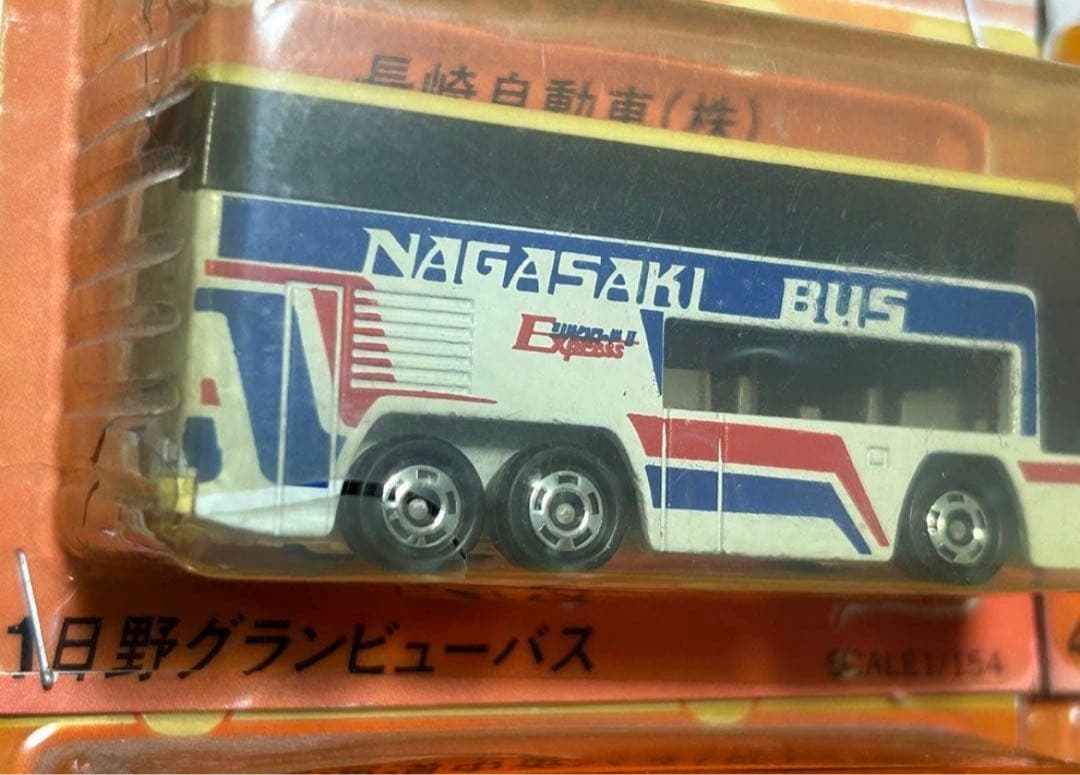 長崎自動車(株)
NAGASAKI BUS
Express
1日野グランビューバス
SCALE1/154